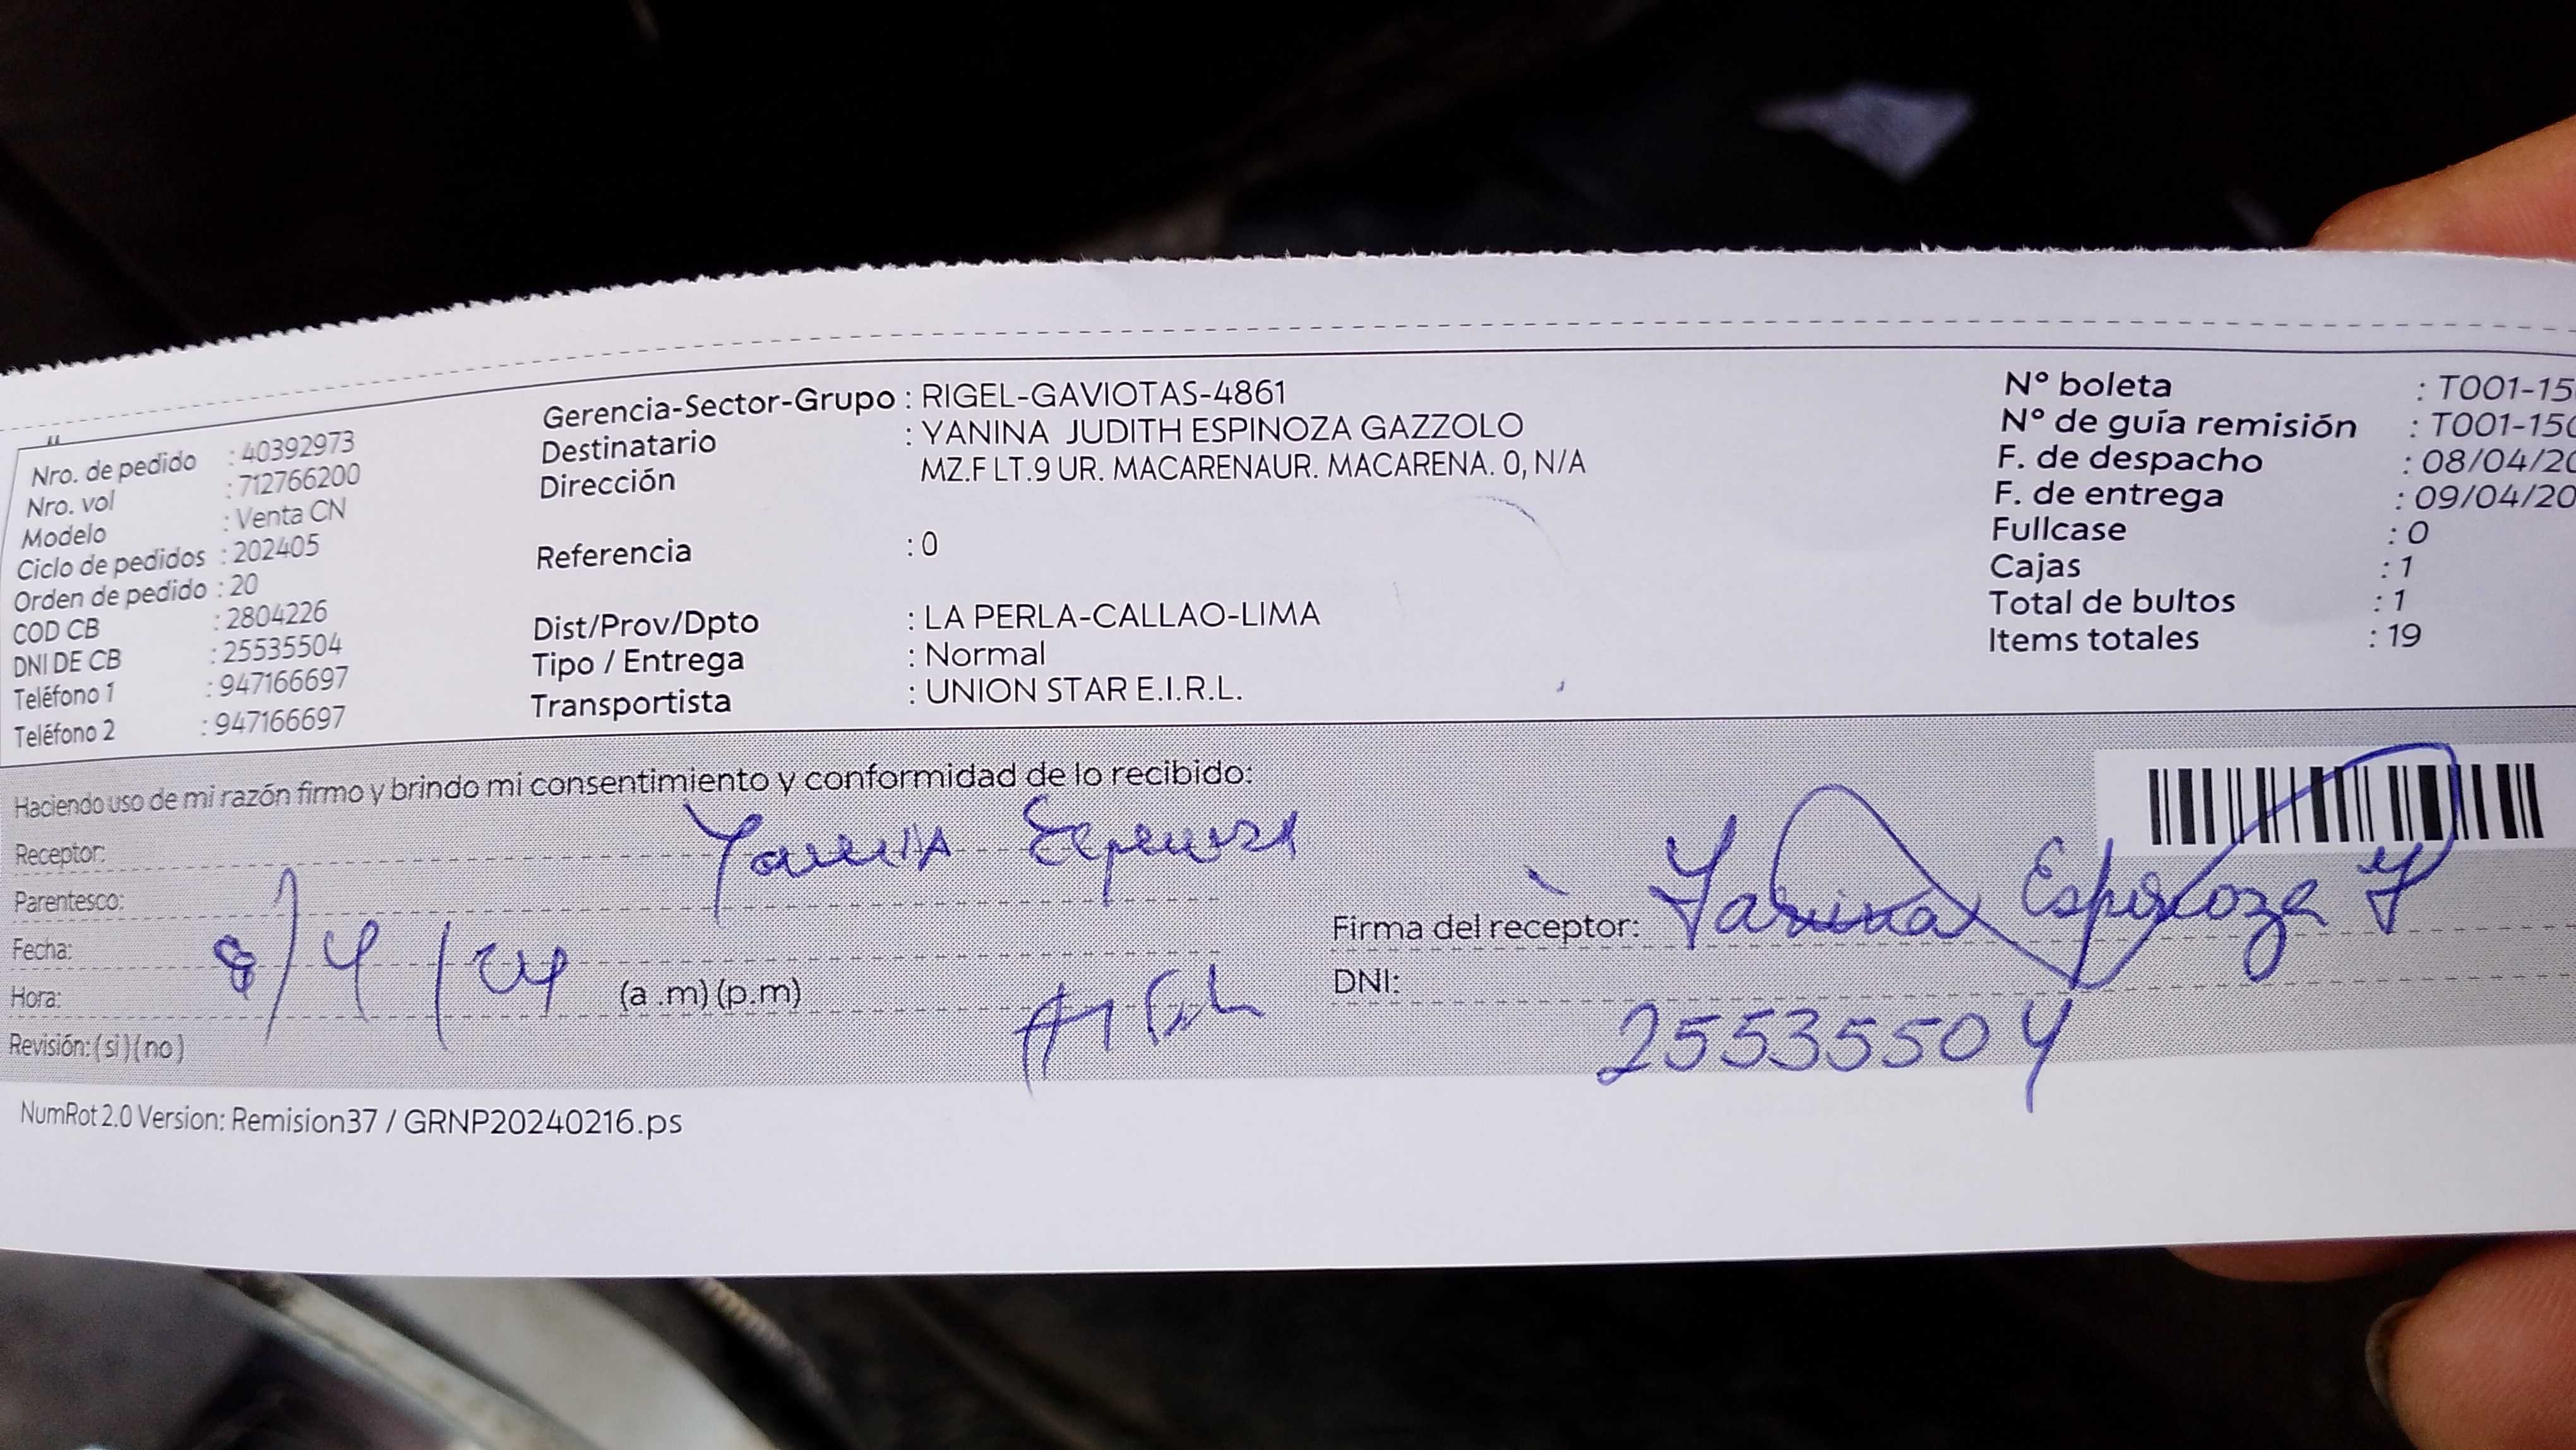 Nro. de pedido : 40392973
Nro. vol : 712766200
Modelo : Venta CN
Ciclo de pedidos : 202405
Orden de pedido : 20
COD CB : 2804226
DNI DE CB : 25535504
Teléfono 1 : 947166697
Teléfono 2 : 947166697
Gerencia-Sector-Grupo : RIGEL-GAVIOTAS-4861
Destinatario : YANINA JUDITH ESPINOZA GAZZOLO
Dirección MZ.F LT.9 UR. MACARENAUR. MACARENA. 0, N/A
Referencia : 0
Dist/Prov/Dpto : LA PERLA-CALLAO-LIMA
Tipo / Entrega : Normal
Transportista : UNION STAR E.I.R.L.
Nº boleta : T001-15
Nº de guía remisión : T001-150
F. de despacho : 08/04/20
F. de entrega : 09/04/20
Fullcase : 0
Cajas : 1
Total de bultos : 1
Items totales : 19
Haciendo uso de mi razón firmo y brindo mi consentimiento y conformidad de lo recibido:
Receptor: Yanina Espinoza
Parentesco:
Fecha: 8/4/24
Hora: (a .m) (p.m)
Revisión: ( si ) ( no )
Firma del receptor: Yanina Espinoza Y
DNI: 25535504
NumRot 2.0 Version: Remision37 / GRNP20240216.ps